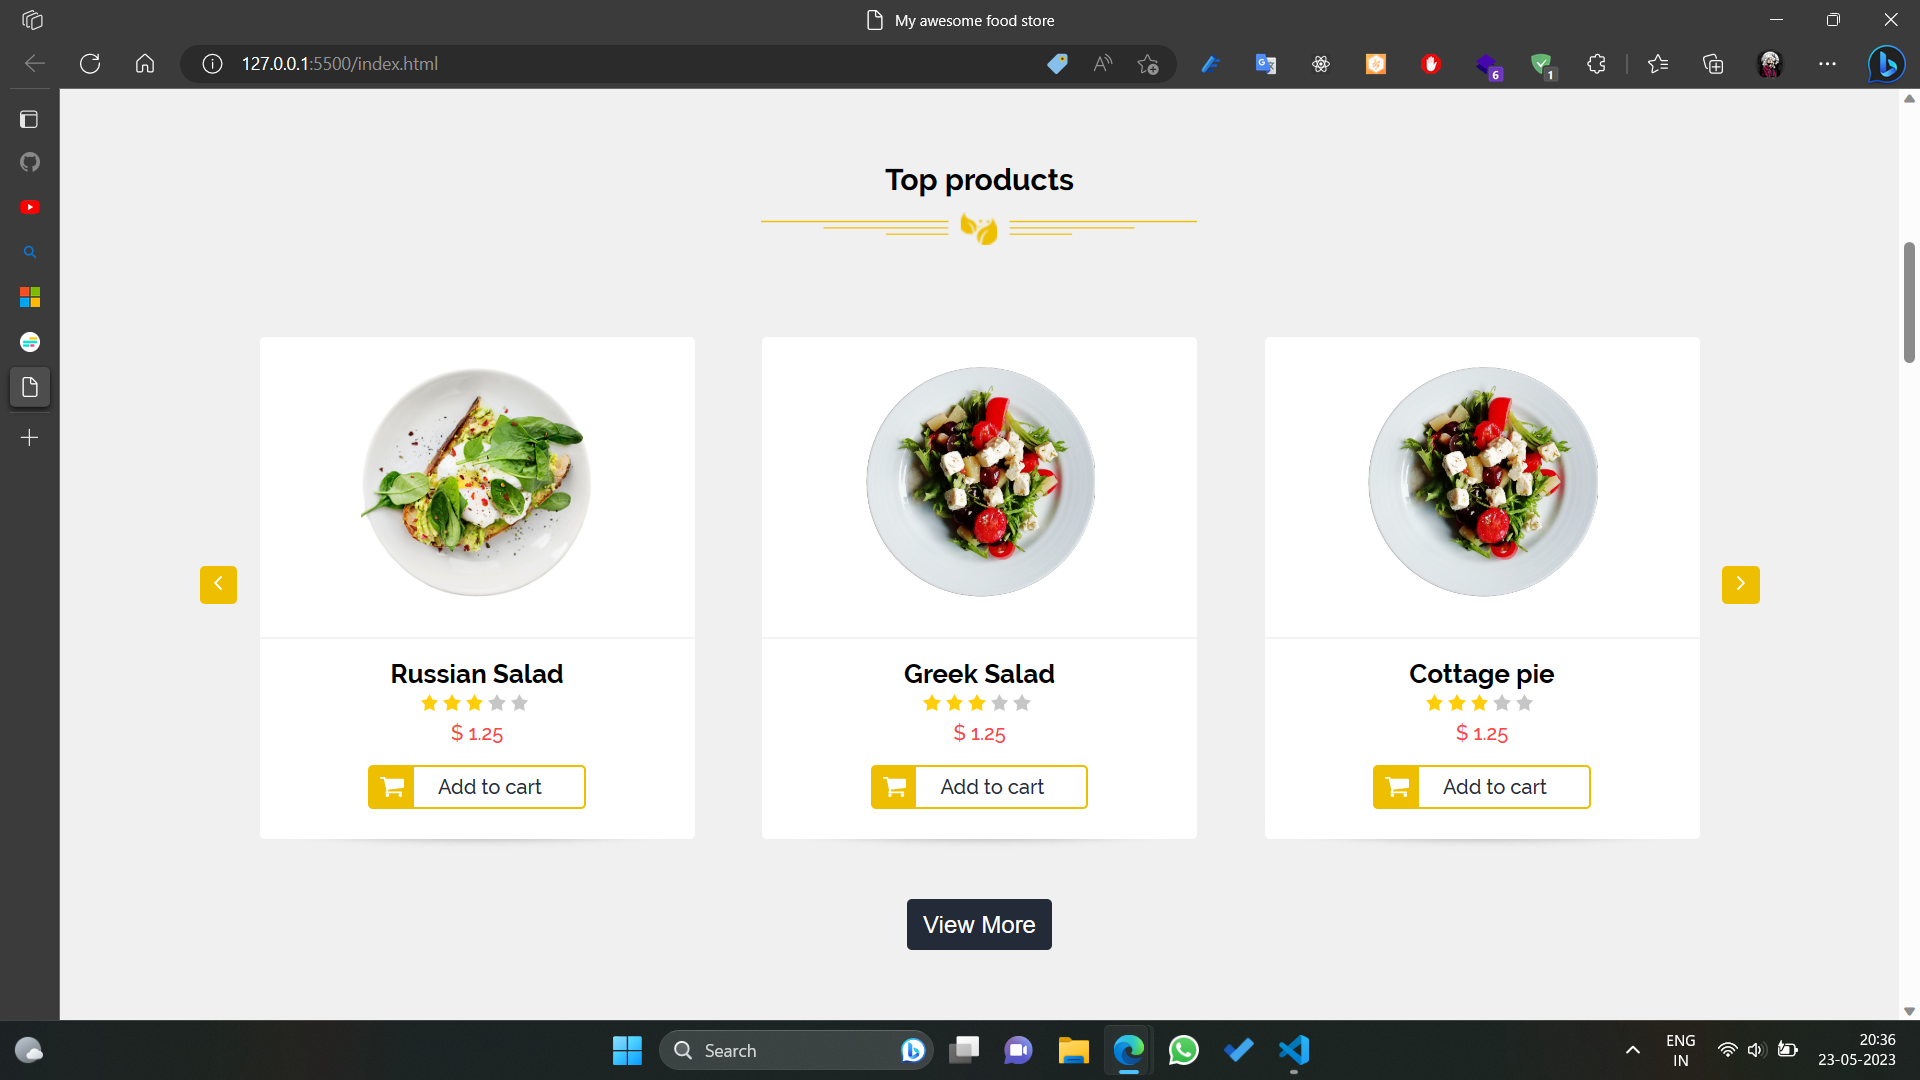 My awesome food store
127.0.0.1:5500/index.html
6
1
Top products
Russian Salad
$ 1.25
Add to cart
Greek Salad
$ 1.25
Add to cart
Cottage pie
$ 1.25
Add to cart
View More
Search
ENG
IN
20:36
23-05-2023